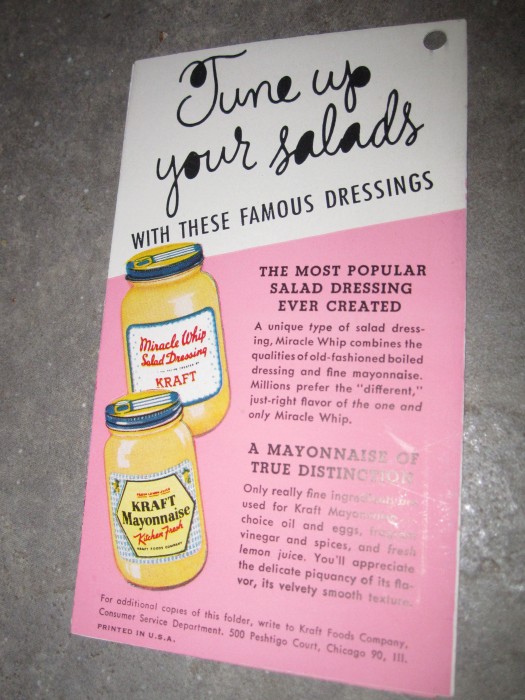 Tune up
your salads
WITH THESE FAMOUS DRESSINGS
THE MOST POPULAR
SALAD DRESSING
EVER CREATED
A unique type of salad dress-
ing, Miracle Whip combines the
qualities of old-fashioned boiled
dressing and fine mayonnaise.
Millions prefer the "different,"
just-right flavor of the one and
only Miracle Whip.
Miracle Whip
Salad Dressing
KRAFT
A MAYONNAISE OF
TRUE DISTINCTION
Only really fine ingredients
used for Kraft Mayonnaise
choice oil and eggs,
vinegar and spices, and fresh
lemon juice. You'll appreciate
the delicate piquancy of its fla-
vor, its velvety smooth texture.
KRAFT
Mayonnaise
Kitchen Fresh
KRAFT FOODS COMPANY
For additional copies of this folder, write to Kraft Foods Company,
Consumer Service Department. 500 Peshtigo Court, Chicago 90, Ill.
PRINTED IN U.S.A.